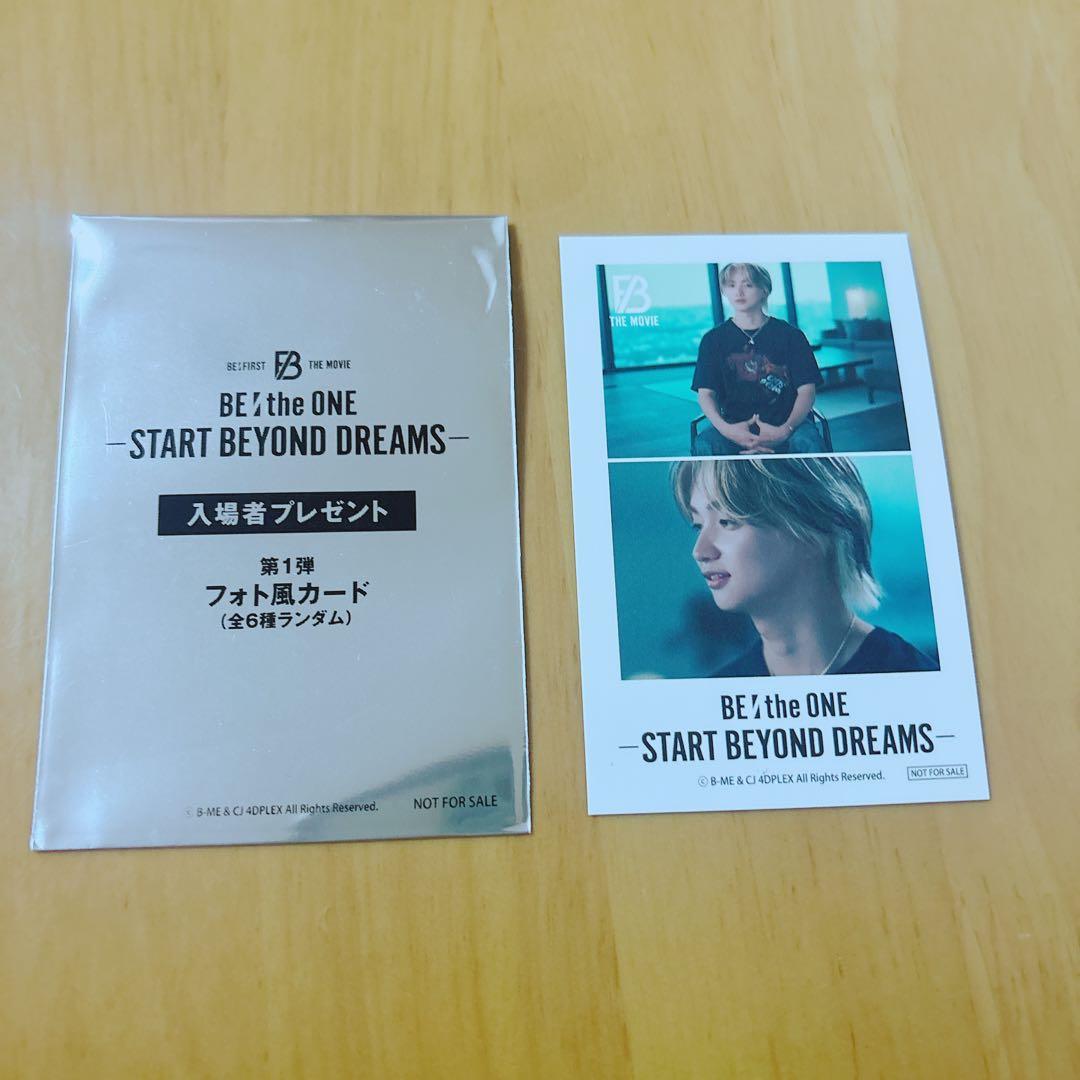 BE:FIRST THE MOVIE
BE:the ONE
-START BEYOND DREAMS-
入場者プレゼント
第1弾
フォト風カード
(全6種ランダム)
© B-ME & CJ 4DPLEX All Rights Reserved. NOT FOR SALE
THE MOVIE
BE:the ONE
-START BEYOND DREAMS-
© B-ME & CJ 4DPLEX All Rights Reserved. NOT FOR SALE